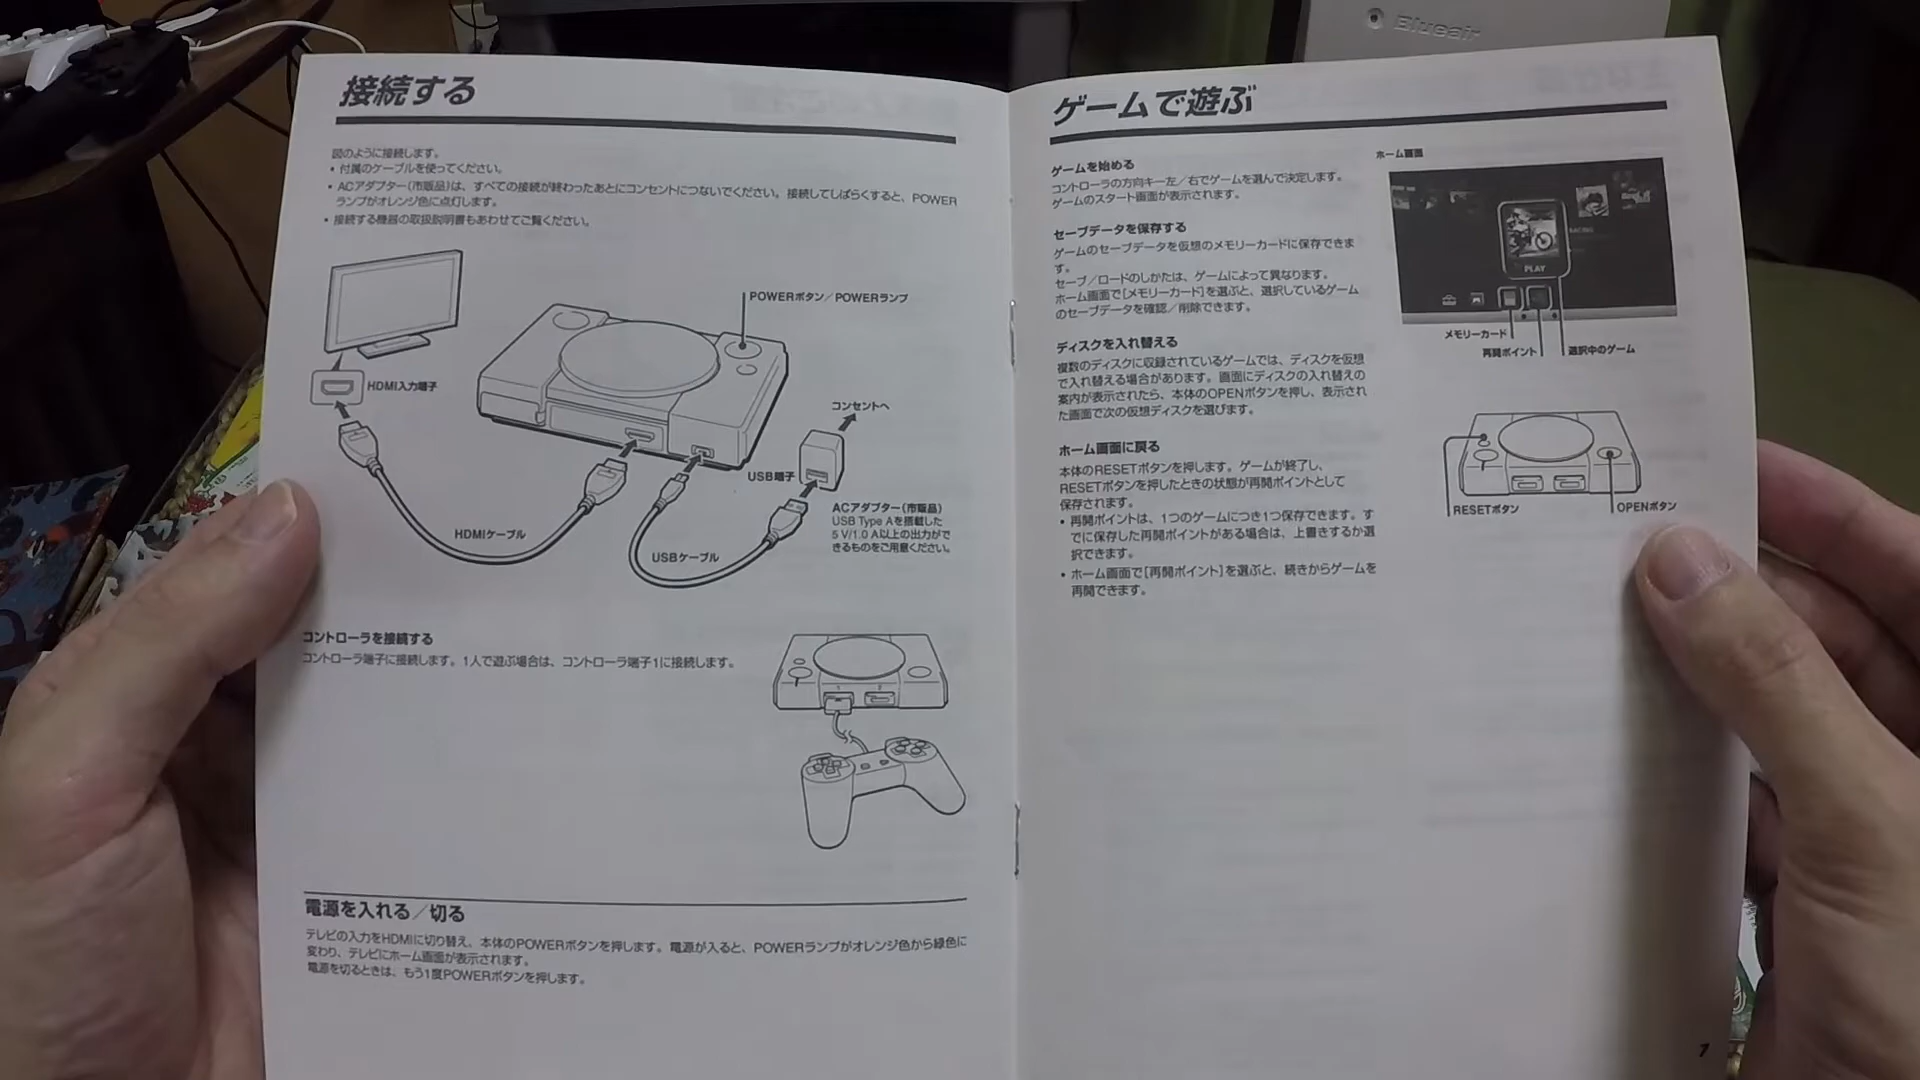 Blueair
接続する
図のように接続します。
• 付属のケーブルを使ってください。
• ACアダプター(市販品)は、すべての接続が終わったあとにコンセントにつないでください。接続してしばらくすると、POWER
ランプがオレンジ色に点灯します。
• 接続する機器の取扱説明書もあわせてご覧ください。
POWERボタン/POWERランプ
HDMI入力端子
コンセントへ
USB端子
ACアダプター(市販品)
USB Type Aを搭載した
5 V/1.0 A以上の出力がで
きるものをご用意ください。
HDMIケーブル
USBケーブル
コントローラを接続する
コントローラ端子に接続します。1人で遊ぶ場合は、コントローラ端子1に接続します。
1
2
電源を入れる/切る
テレビの入力をHDMIに切り替え、本体のPOWERボタンを押します。電源が入ると、POWERランプがオレンジ色から緑色に
変わり、テレビにホーム画面が表示されます。
電源を切るときは、もう1度POWERボタンを押します。
ゲームで遊ぶ
ゲームを始める
コントローラの方向キー左/右でゲームを選んで決定します。
ゲームのスタート画面が表示されます。
セーブデータを保存する
ゲームのセーブデータを仮想のメモリーカードに保存できま
す。
セーブ/ロードのしかたは、ゲームによって異なります。
ホーム画面で[メモリーカード]を選ぶと、選択しているゲーム
のセーブデータを確認/削除できます。
ディスクを入れ替える
複数のディスクに収録されているゲームでは、ディスクを仮想
で入れ替える場合があります。画面にディスクの入れ替えの
案内が表示されたら、本体のOPENボタンを押し、表示され
た画面で次の仮想ディスクを選びます。
ホーム画面に戻る
本体のRESETボタンを押します。ゲームが終了し、
RESETボタンを押したときの状態が再開ポイントとして
保存されます。
• 再開ポイントは、1つのゲームにつき1つ保存できます。す
でに保存した再開ポイントがある場合は、上書きするか選
択できます。
• ホーム画面で[再開ポイント]を選ぶと、続きからゲームを
再開できます。
ホーム画面
RACING
PLAY
メモリーカード
再開ポイント
選択中のゲーム
RESETボタン
OPENボタン
7